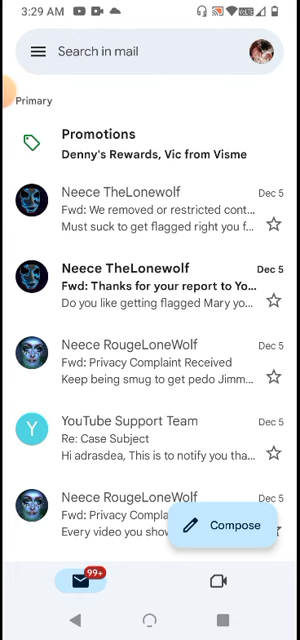 3:29 AM
Search in mail
Primary
Promotions
Denny's Rewards, Vic from Visme
Neece TheLonewolf
Dec 5
Fwd: We removed or restricted cont...
Must suck to get flagged right you f...
Neece TheLonewolf
Dec 5
Fwd: Thanks for your report to Yo...
Do you like getting flagged Mary yo...
Neece RougeLoneWolf
Dec 5
Fwd: Privacy Complaint Received
Keep being smug to get pedo Jimm...
Y
YouTube Support Team
Dec 5
Re: Case Subject
Hi adrasdea, This is to notify you tha...
Neece RougeLoneWolf
Dec 5
Fwd: Privacy Compla
Every video you show
Compose
99+